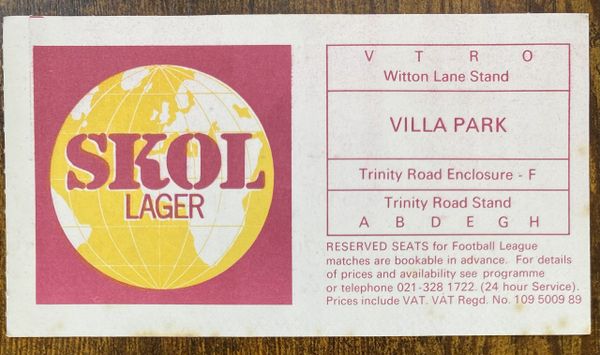 SKOL
LAGER
V T R O
Witton Lane Stand
VILLA PARK
Trinity Road Enclosure - F
Trinity Road Stand
A B D E G H
RESERVED SEATS for Football League
matches are bookable in advance. For details
of prices and availability see programme
or telephone 021-328 1722. (24 hour Service).
Prices include VAT. VAT Regd. No. 109 5009 89